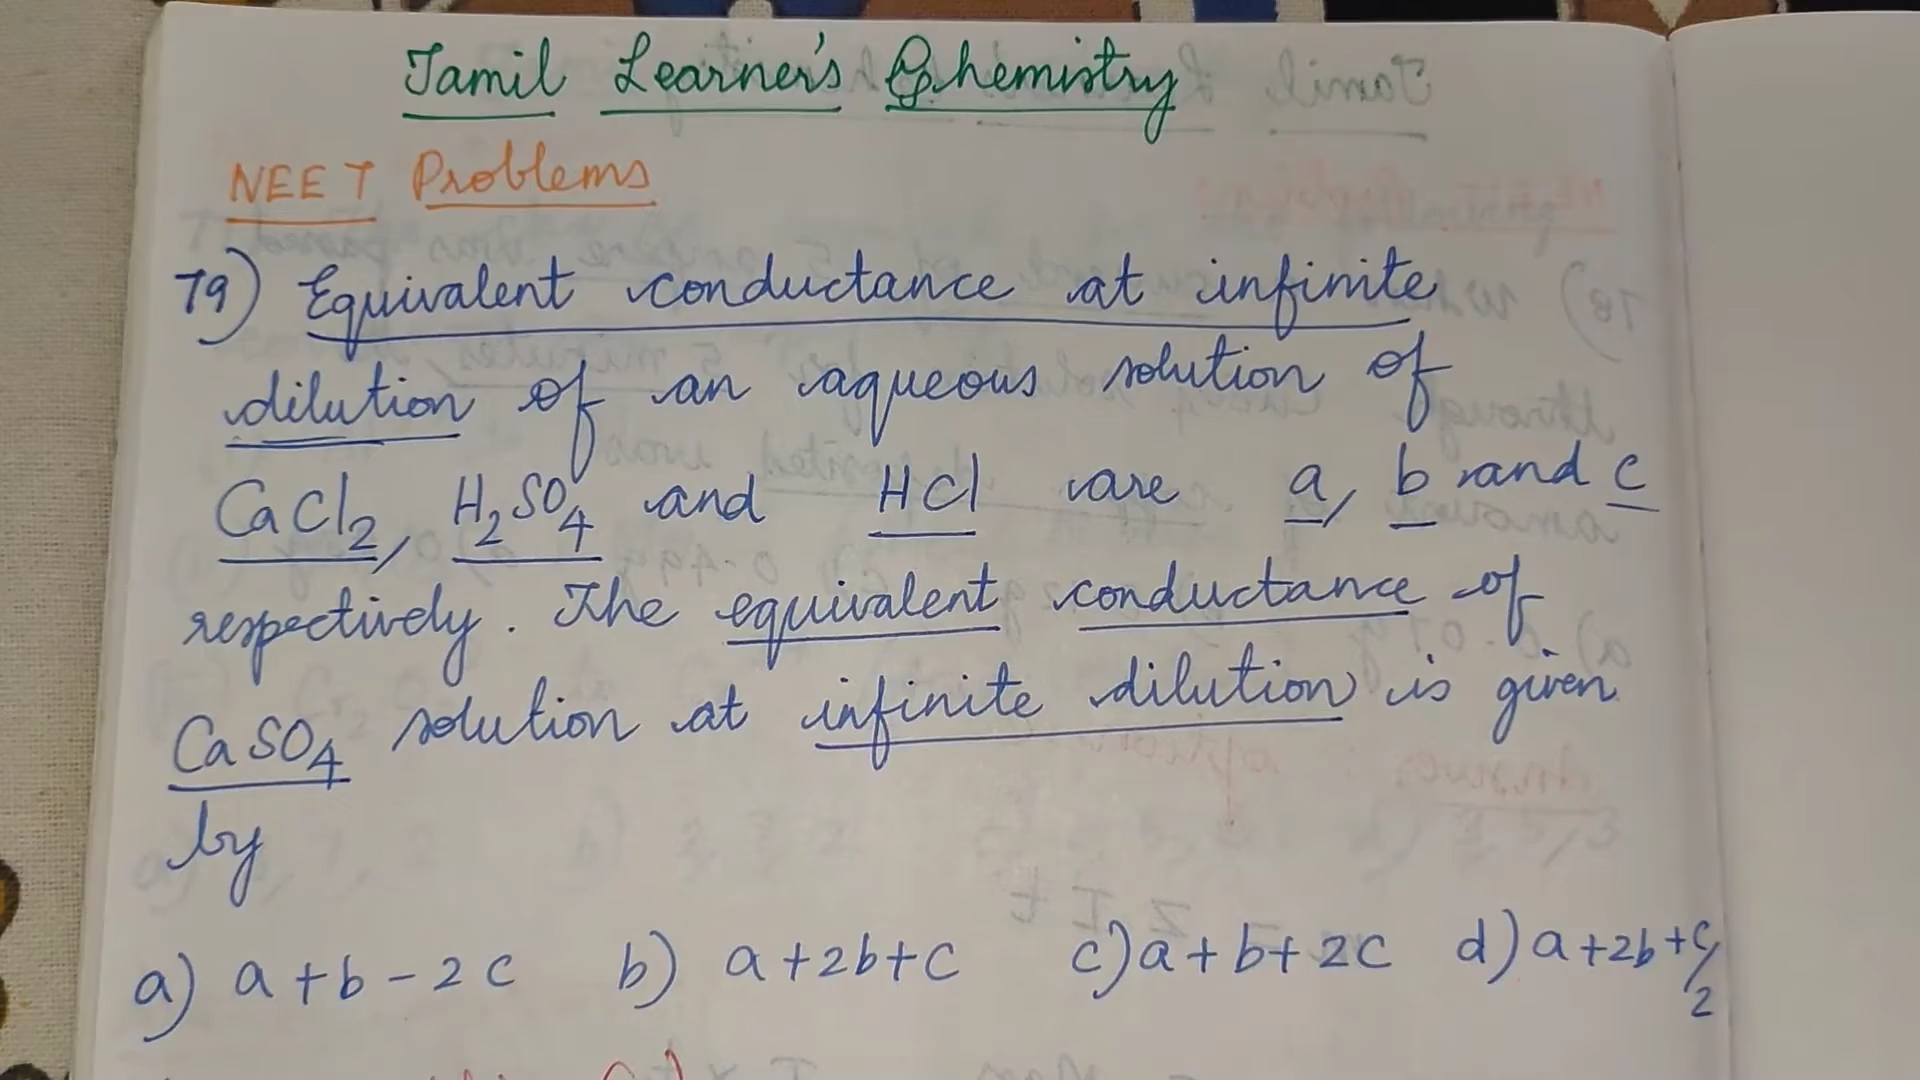 Tamil Learner's Chemistry
NEET Problems
79) Equivalent conductance at infinite
dilution of an aqueous solution of
CaCl₂, H₂SO₄ and HCl are a, b and c
respectively. The equivalent conductance of
CaSO₄ solution at infinite dilution is given
by
a) a + b - 2c b) a + 2b + c c) a + b + 2c d) a + 2b + c/2